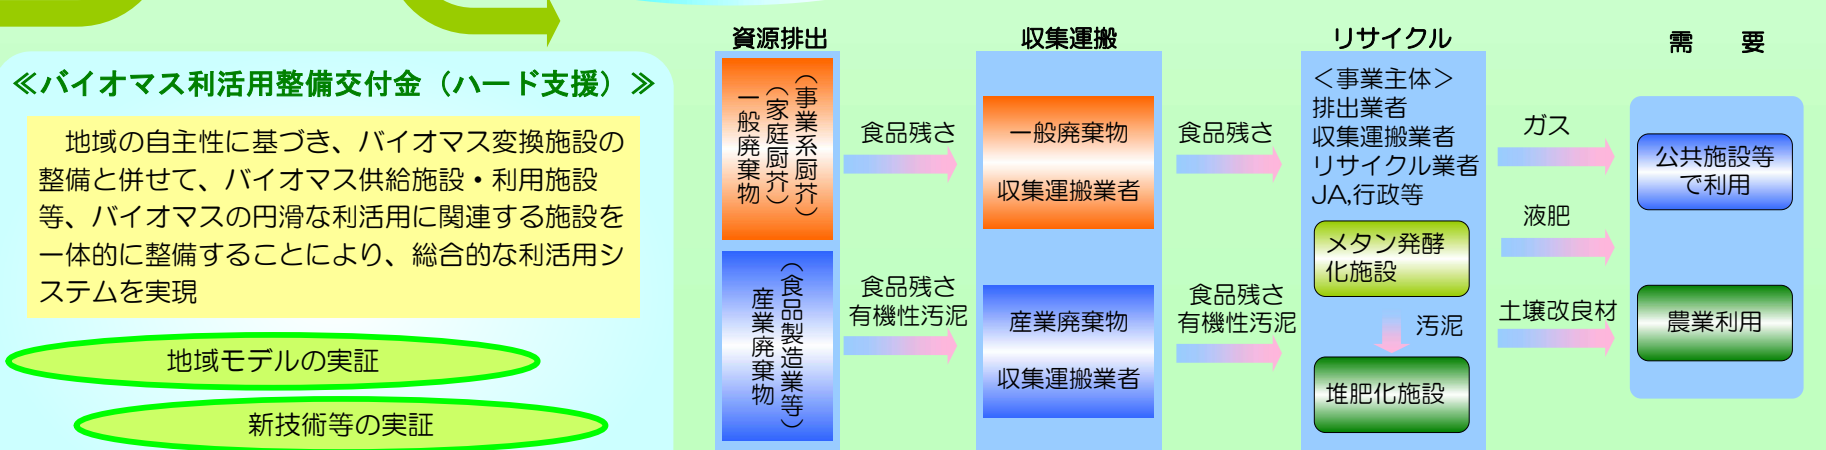 ≪バイオマス利活用整備交付金（ハード支援）≫
地域の自主性に基づき、バイオマス変換施設の
整備と併せて、バイオマス供給施設・利用施設
等、バイオマスの円滑な利活用に関連する施設を
一体的に整備することにより、総合的な利活用シ
ステムを実現
地域モデルの実証
新技術等の実証
資源排出
（事業系厨芥）
（家庭厨芥）
一般廃棄物
（食品製造業等）
産業廃棄物
食品残さ
食品残さ
有機性汚泥
収集運搬
一般廃棄物
収集運搬業者
産業廃棄物
収集運搬業者
食品残さ
食品残さ
有機性汚泥
リサイクル
＜事業主体＞
排出業者
収集運搬業者
リサイクル業者
JA,行政等
メタン発酵
化施設
汚泥
堆肥化施設
ガス
液肥
土壌改良材
需　要
公共施設等
で利用
農業利用